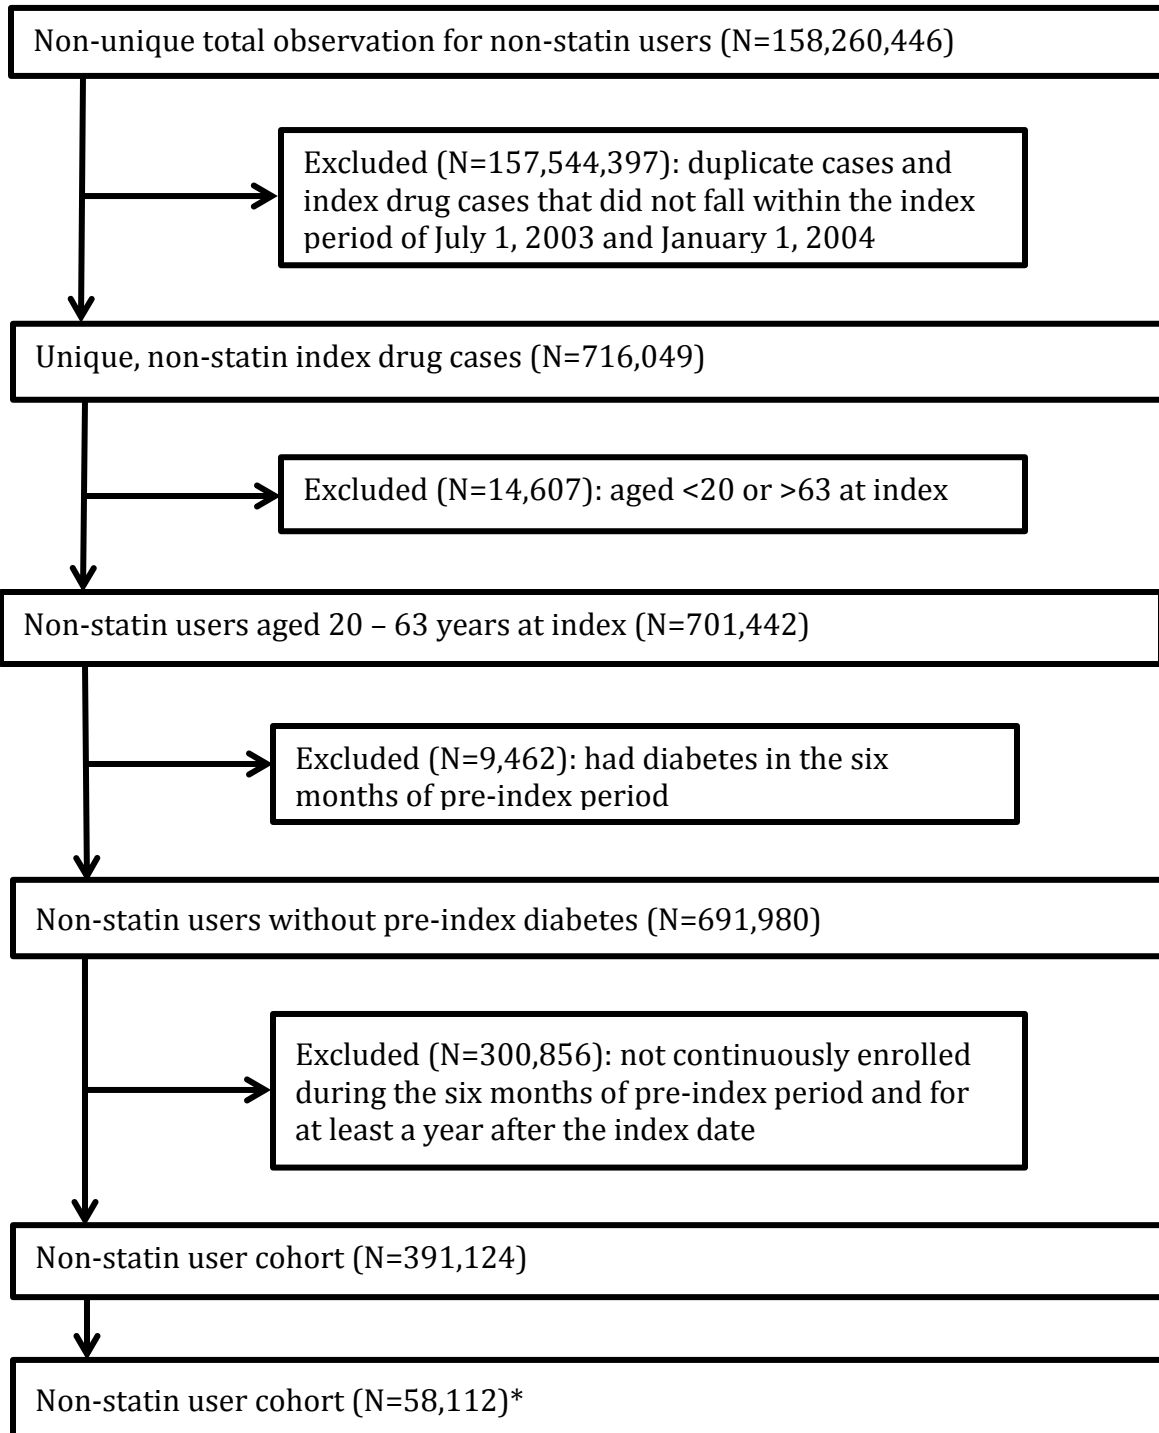 Non-unique total observation for non-statin users (N=158,260,446)
Excluded (N=157,544,397): duplicate cases and
index drug cases that did not fall within the index
period of July 1, 2003 and January 1, 2004
Unique, non-statin index drug cases (N=716,049)
Excluded (N=14,607): aged <20 or >63 at index
Non-statin users aged 20 – 63 years at index (N=701,442)
Excluded (N=9,462): had diabetes in the six
months of pre-index period
Non-statin users without pre-index diabetes (N=691,980)
Excluded (N=300,856): not continuously enrolled
during the six months of pre-index period and for
at least a year after the index date
Non-statin user cohort (N=391,124)
Non-statin user cohort (N=58,112)*